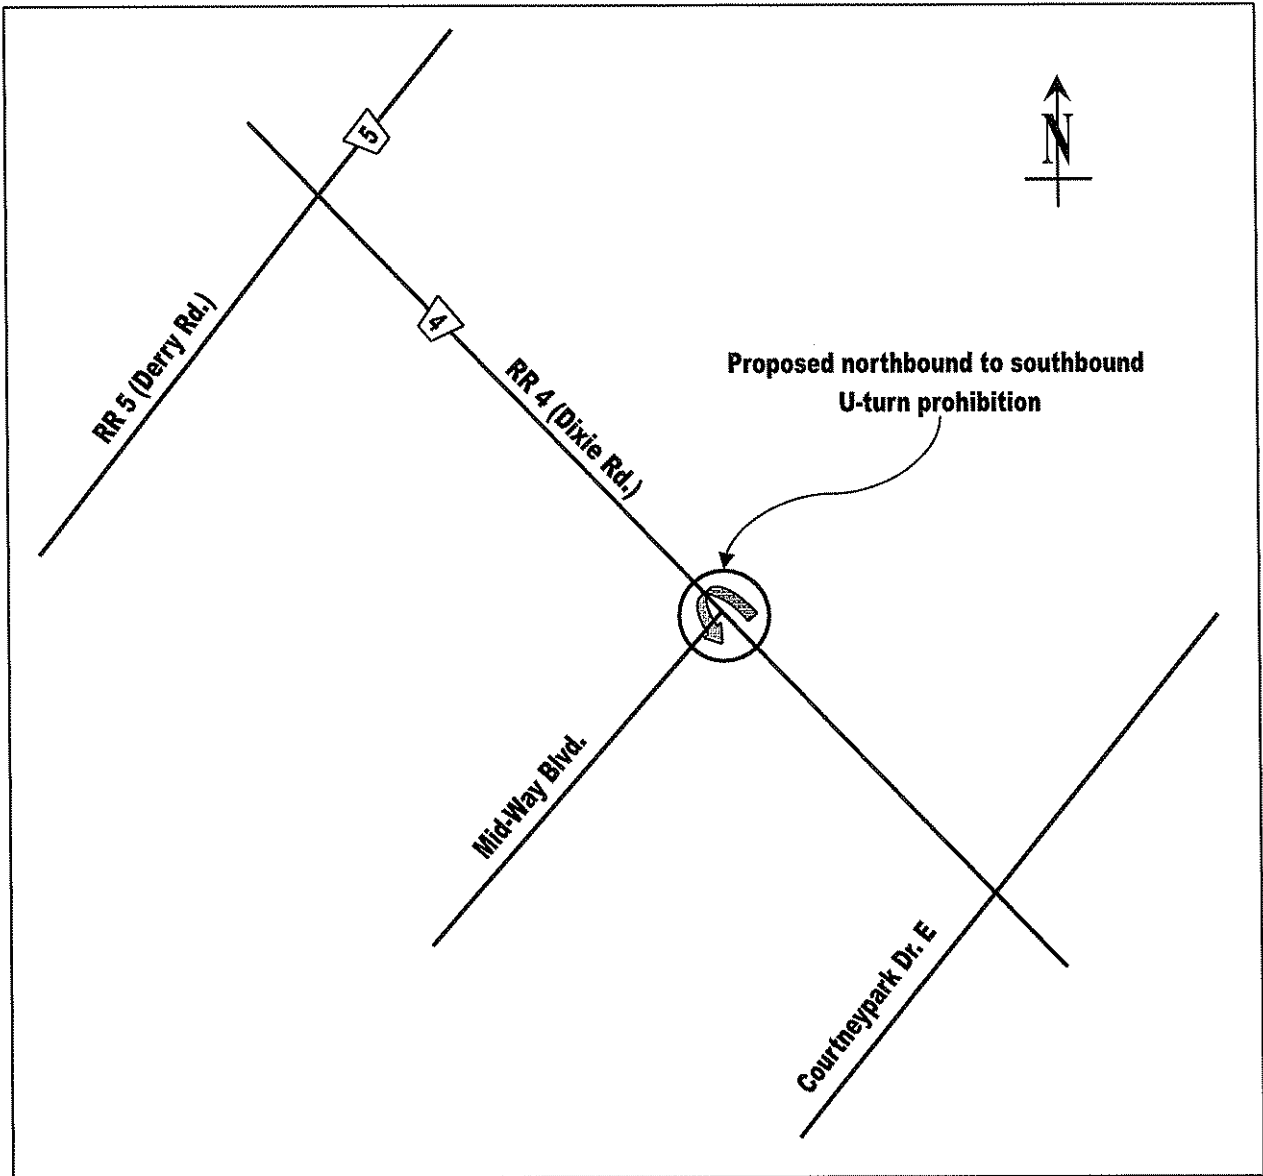 5
N
4
RR 5 (Derry Rd.)
RR 4 (Dixie Rd.)
Proposed northbound to southbound
U-turn prohibition
Mid-Way Blvd.
Courtneypark Dr. E